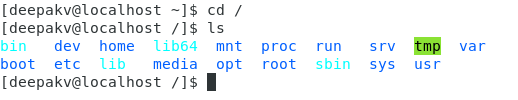 [deepakv@localhost ~]$ cd /
[deepakv@localhost /]$ ls
bin   dev  home  lib64  mnt  proc  run   srv  tmp  var
boot  etc  lib   media  opt  root  sbin  sys  usr
[deepakv@localhost /]$